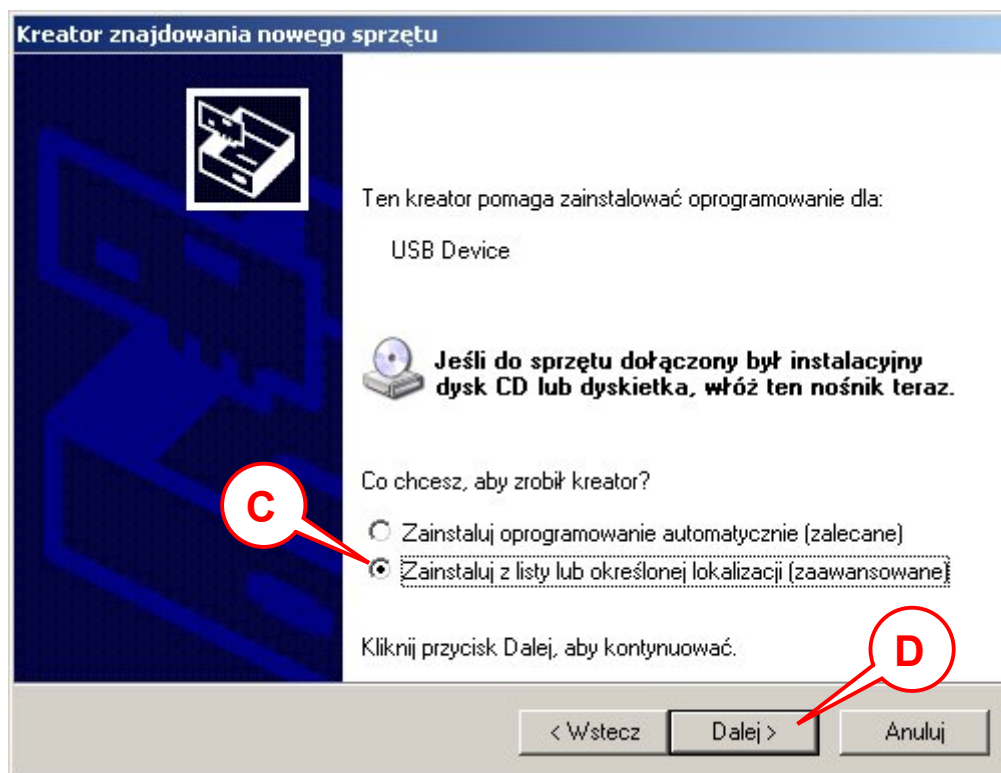 Kreator znajdowania nowego sprzętu
Ten kreator pomaga zainstalować oprogramowanie dla:
USB Device
Jeśli do sprzętu dołączony był instalacyjny
dysk CD lub dyskietka, włóż ten nośnik teraz.
Co chcesz, aby zrobił kreator?
C
Zainstaluj oprogramowanie automatycznie (zalecane)
Zainstaluj z listy lub określonej lokalizacji (zaawansowane)
Kliknij przycisk Dalej, aby kontynuować.
D
< Wstecz Dalej > Anuluj